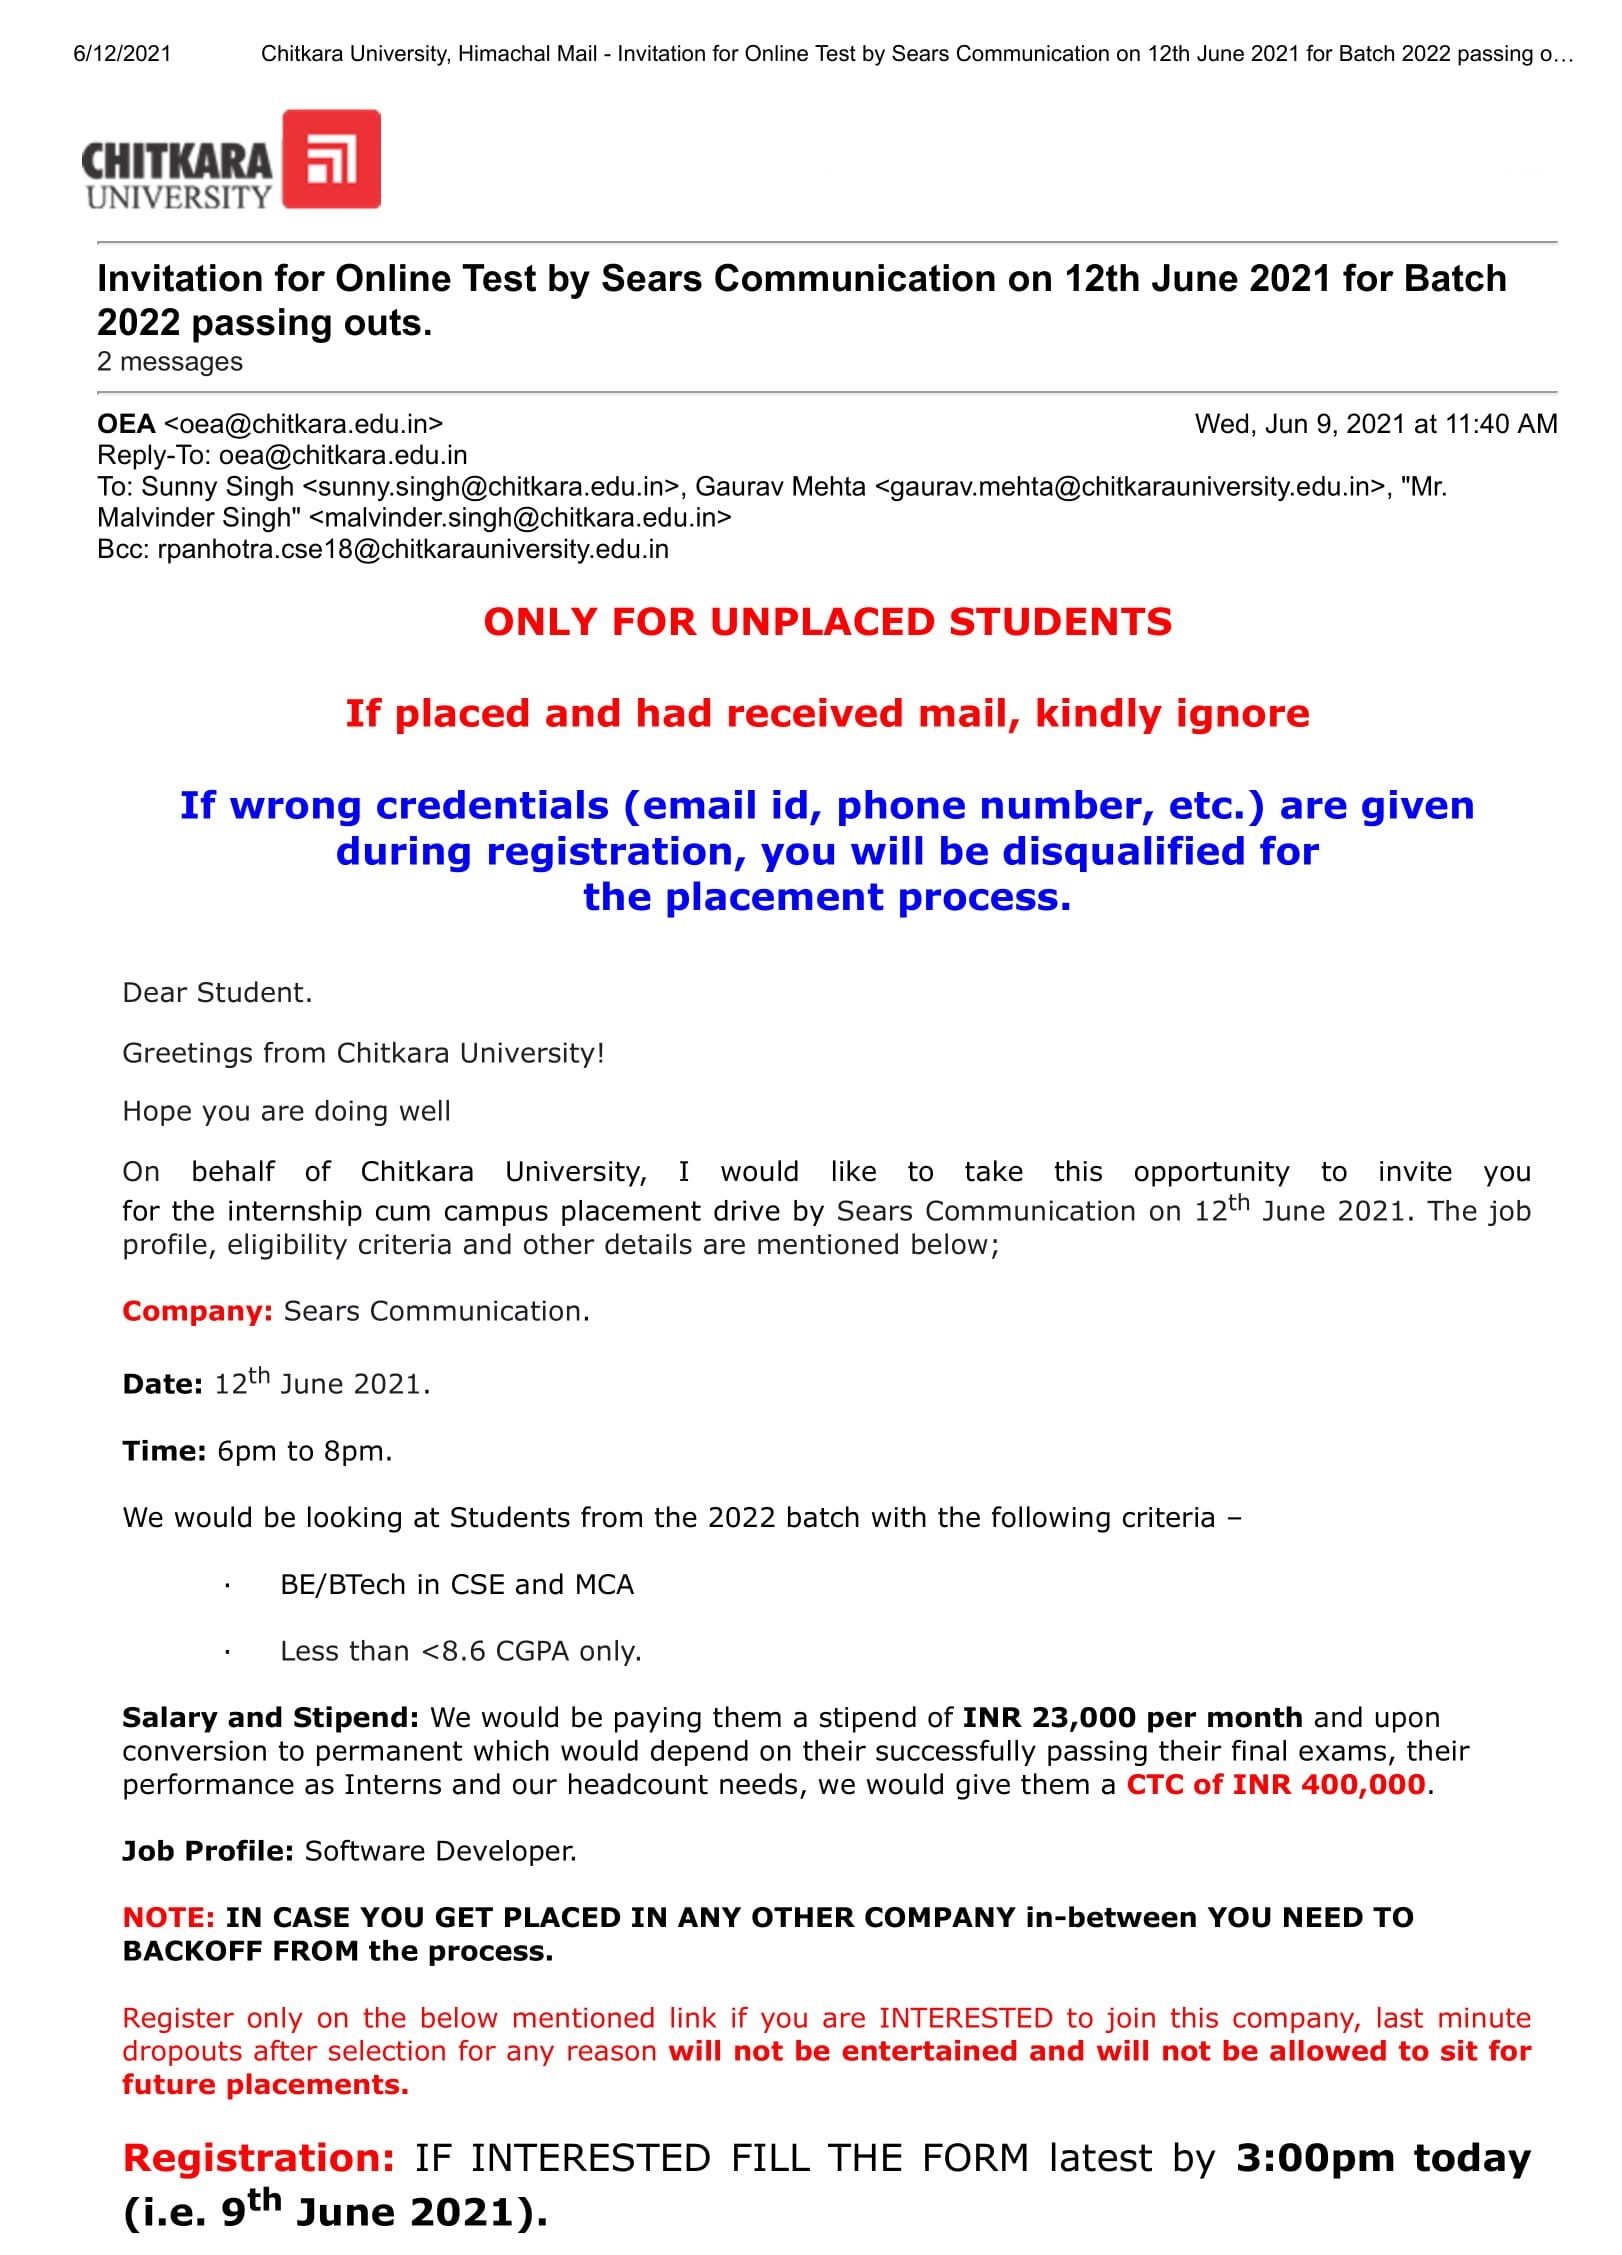 6/12/2021 Chitkara University, Himachal Mail - Invitation for Online Test by Sears Communication on 12th June 2021 for Batch 2022 passing o…
CHITKARA
UNIVERSITY
Invitation for Online Test by Sears Communication on 12th June 2021 for Batch
2022 passing outs.
2 messages
OEA <oea@chitkara.edu.in> Wed, Jun 9, 2021 at 11:40 AM
Reply-To: oea@chitkara.edu.in
To: Sunny Singh <sunny.singh@chitkara.edu.in>, Gaurav Mehta <gaurav.mehta@chitkarauniversity.edu.in>, "Mr.
Malvinder Singh" <malvinder.singh@chitkara.edu.in>
Bcc: rpanhotra.cse18@chitkarauniversity.edu.in
ONLY FOR UNPLACED STUDENTS
If placed and had received mail, kindly ignore
If wrong credentials (email id, phone number, etc.) are given
during registration, you will be disqualified for
the placement process.
Dear Student.
Greetings from Chitkara University!
Hope you are doing well
On behalf of Chitkara University, I would like to take this opportunity to invite you
for the internship cum campus placement drive by Sears Communication on 12th June 2021. The job
profile, eligibility criteria and other details are mentioned below;
Company: Sears Communication.
Date: 12th June 2021.
Time: 6pm to 8pm.
We would be looking at Students from the 2022 batch with the following criteria –
· BE/BTech in CSE and MCA
· Less than <8.6 CGPA only.
Salary and Stipend: We would be paying them a stipend of INR 23,000 per month and upon
conversion to permanent which would depend on their successfully passing their final exams, their
performance as Interns and our headcount needs, we would give them a CTC of INR 400,000.
Job Profile: Software Developer.
NOTE: IN CASE YOU GET PLACED IN ANY OTHER COMPANY in-between YOU NEED TO
BACKOFF FROM the process.
Register only on the below mentioned link if you are INTERESTED to join this company, last minute
dropouts after selection for any reason will not be entertained and will not be allowed to sit for
future placements.
Registration: IF INTERESTED FILL THE FORM latest by 3:00pm today
(i.e. 9th June 2021).